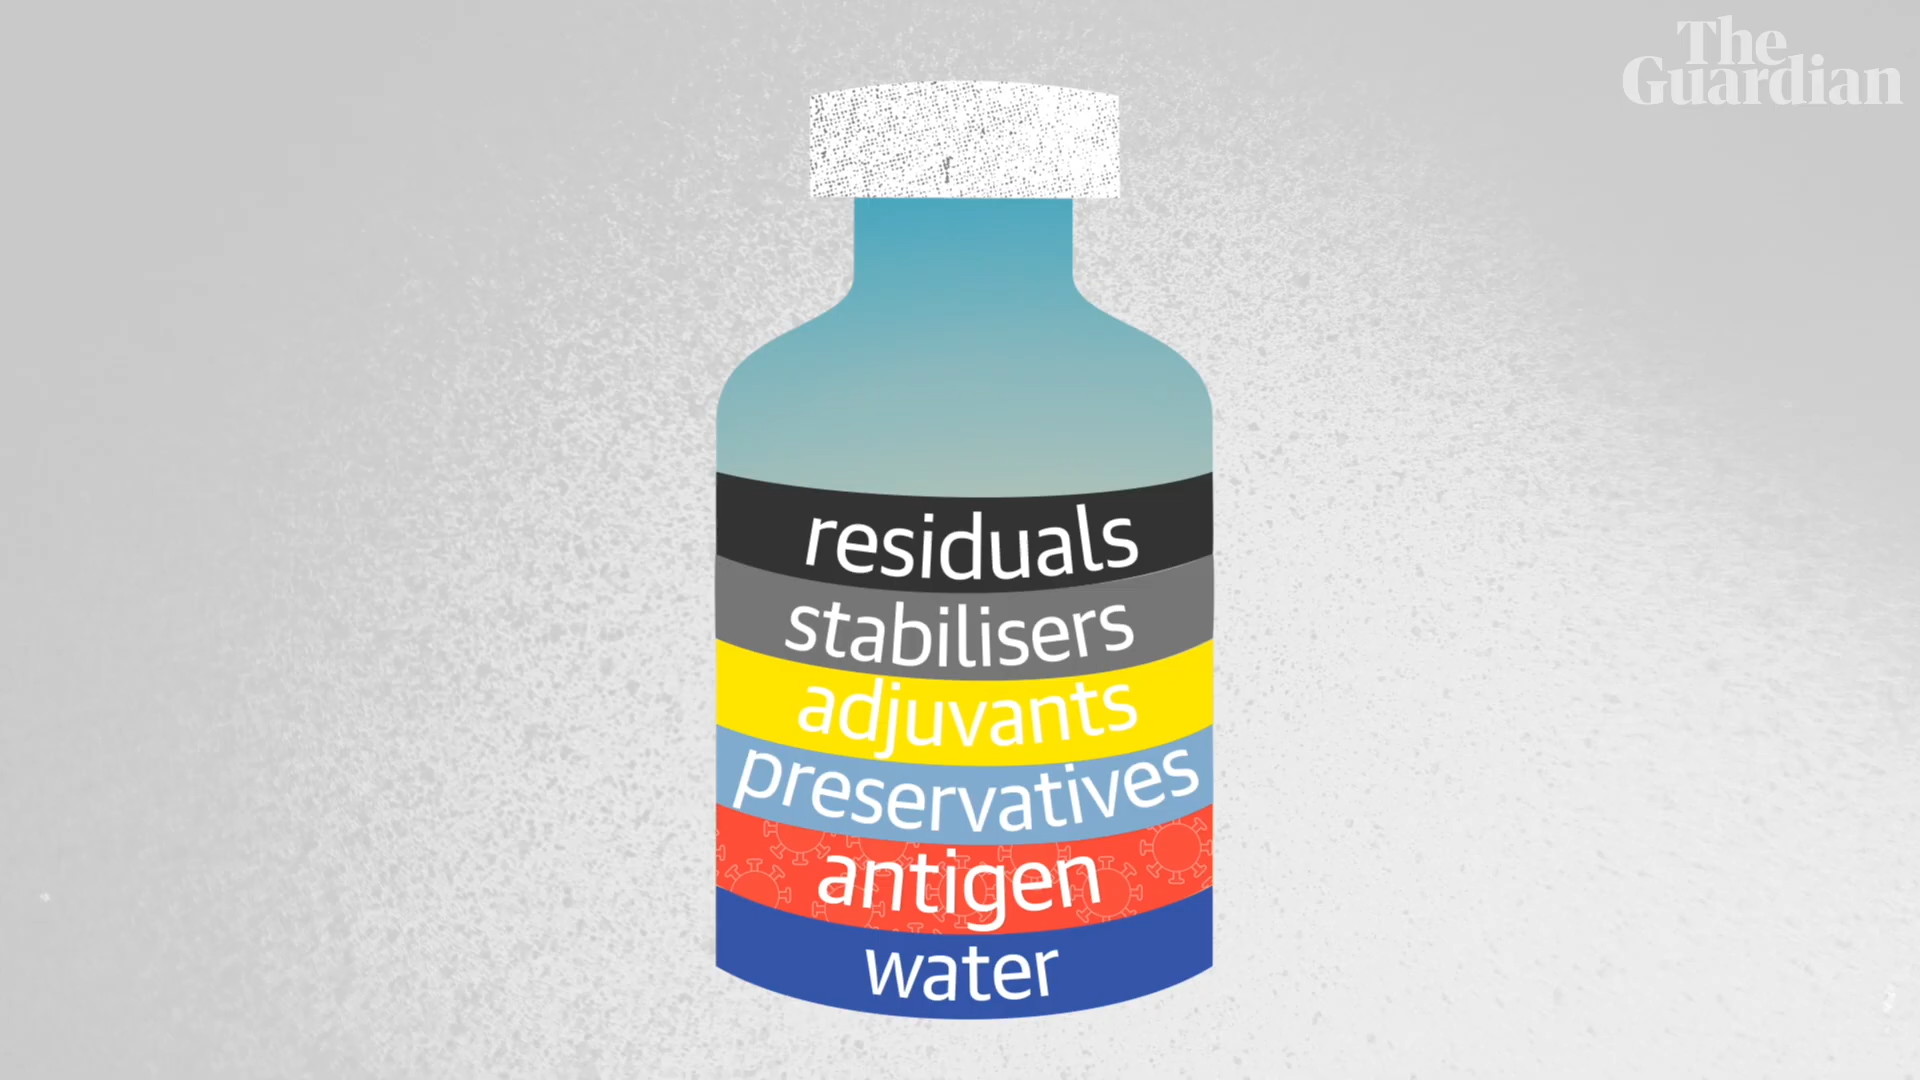 The
Guardian
residuals
stabilisers
adjuvants
preservatives
antigen
water